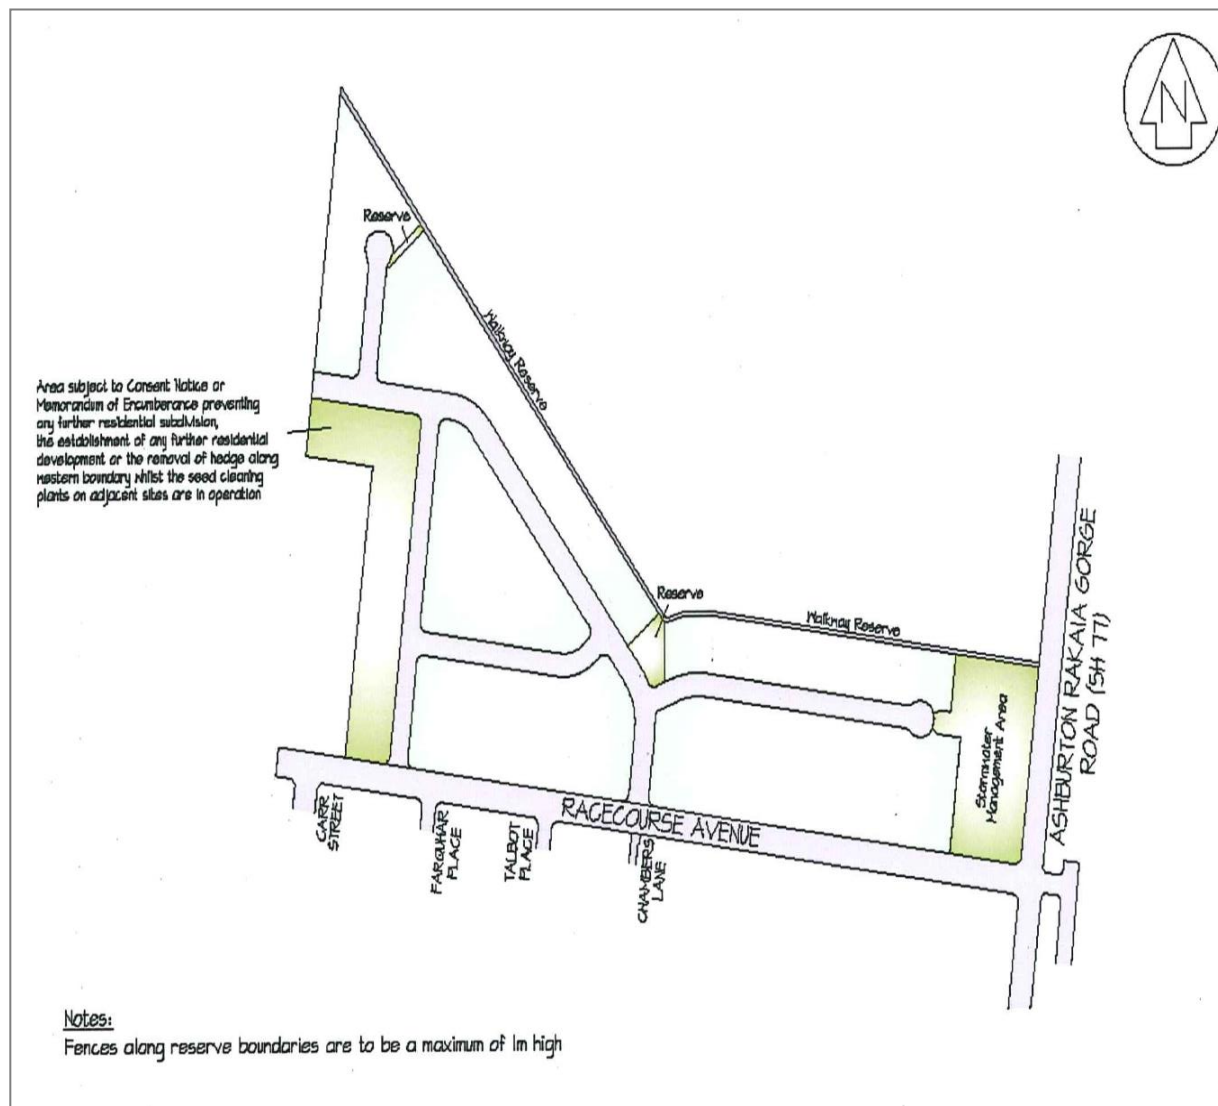 N
Reserve
Walkway Reserve
Area subject to Consent Notice or
Memorandum of Encumberance preventing
any further residential subdivision,
the establishment of any further residential
development or the removal of hedge along
western boundary whilst the seed cleaning
plants on adjacent sites are in operation
Reserve
Walkway Reserve
ASHBURTON RAKAIA GORGE
ROAD (SH 77)
Stormwater
Management Area
RACECOURSE AVENUE
CARR
STREET
FARQUHAR
PLACE
TALBOT
PLACE
CHAMBERS
LANE
Notes:
Fences along reserve boundaries are to be a maximum of 1m high